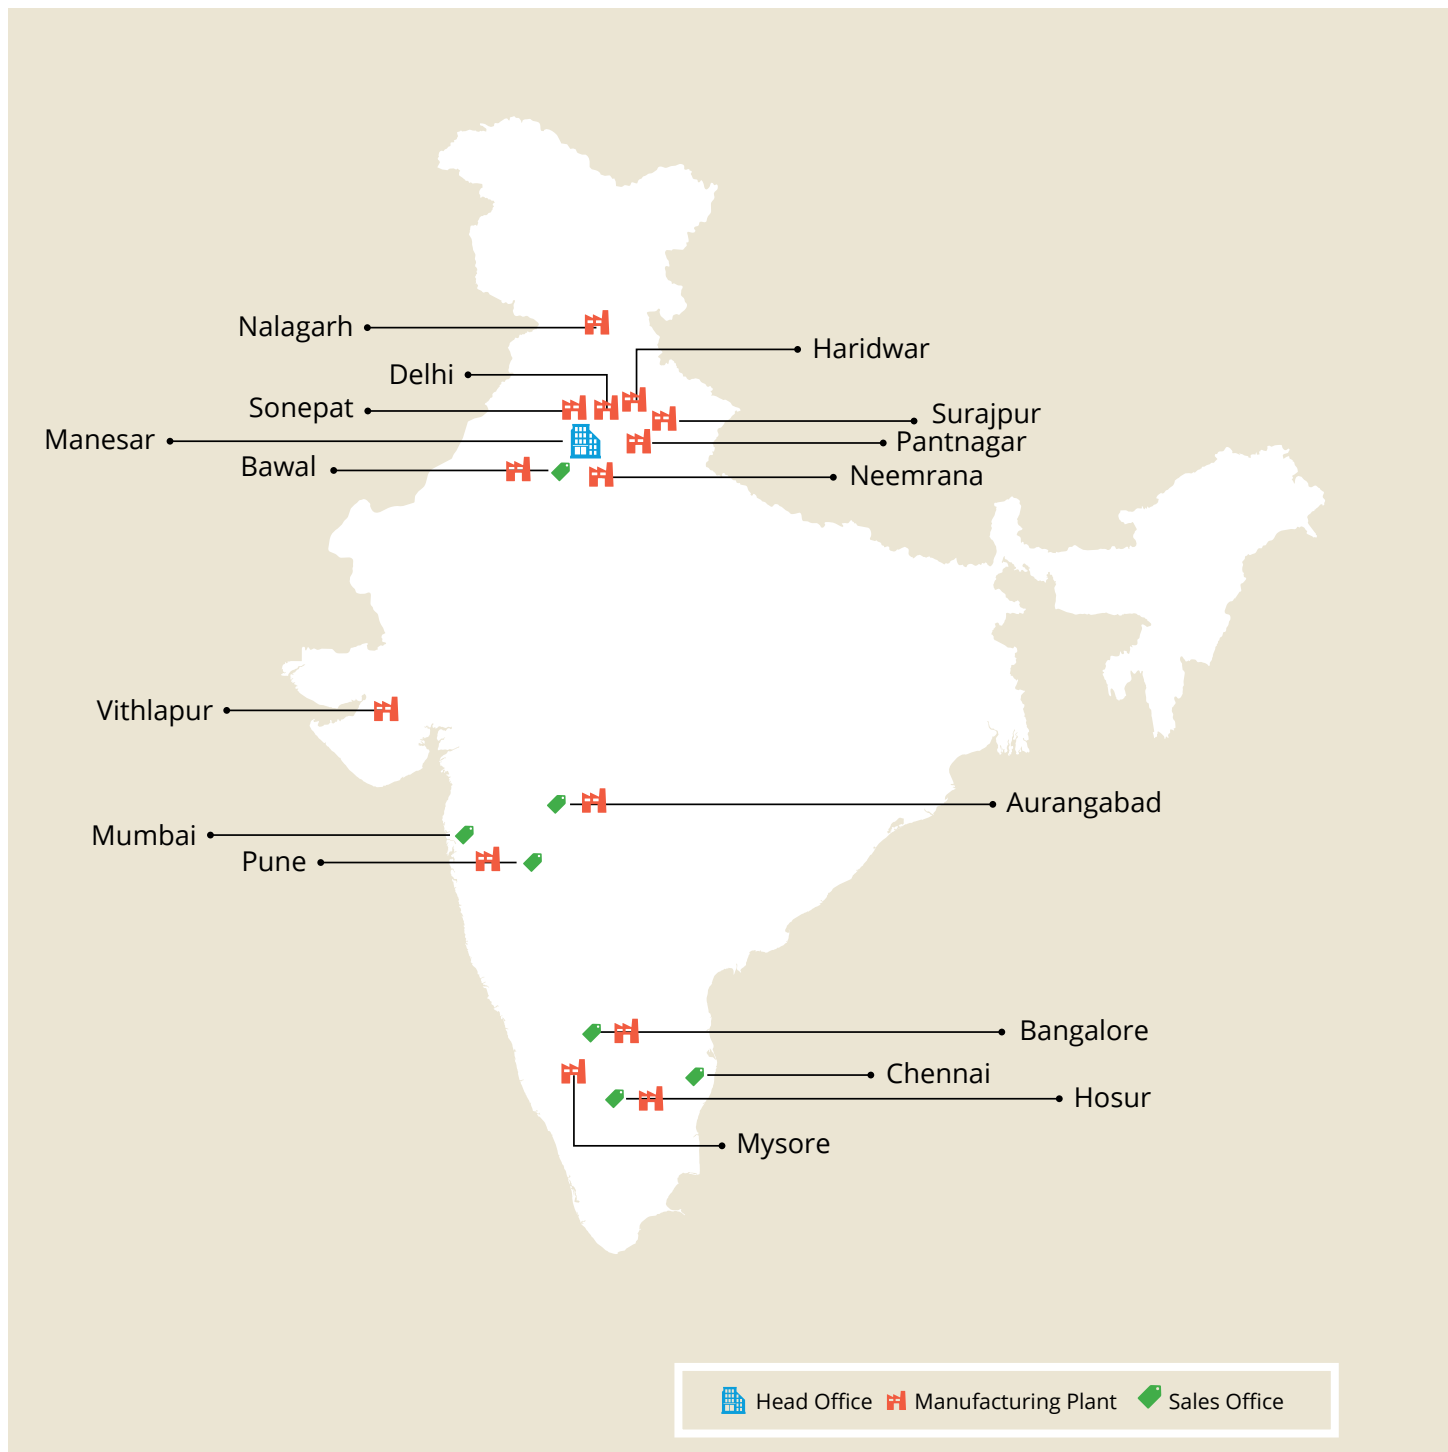 Nalagarh
Haridwar
Delhi
Sonepat
Surajpur
Manesar
Pantnagar
Bawal
Neemrana
Vithlapur
Aurangabad
Mumbai
Pune
Bangalore
Chennai
Hosur
Mysore
Head Office Manufacturing Plant Sales Office